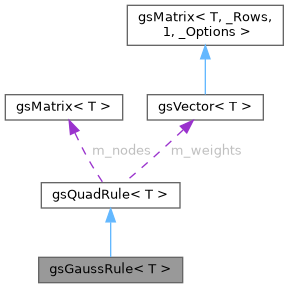 gsMatrix< T, _Rows,
1, _Options >
gsMatrix< T >
gsVector< T >
m_nodes
m_weights
gsQuadRule< T >
gsGaussRule< T >